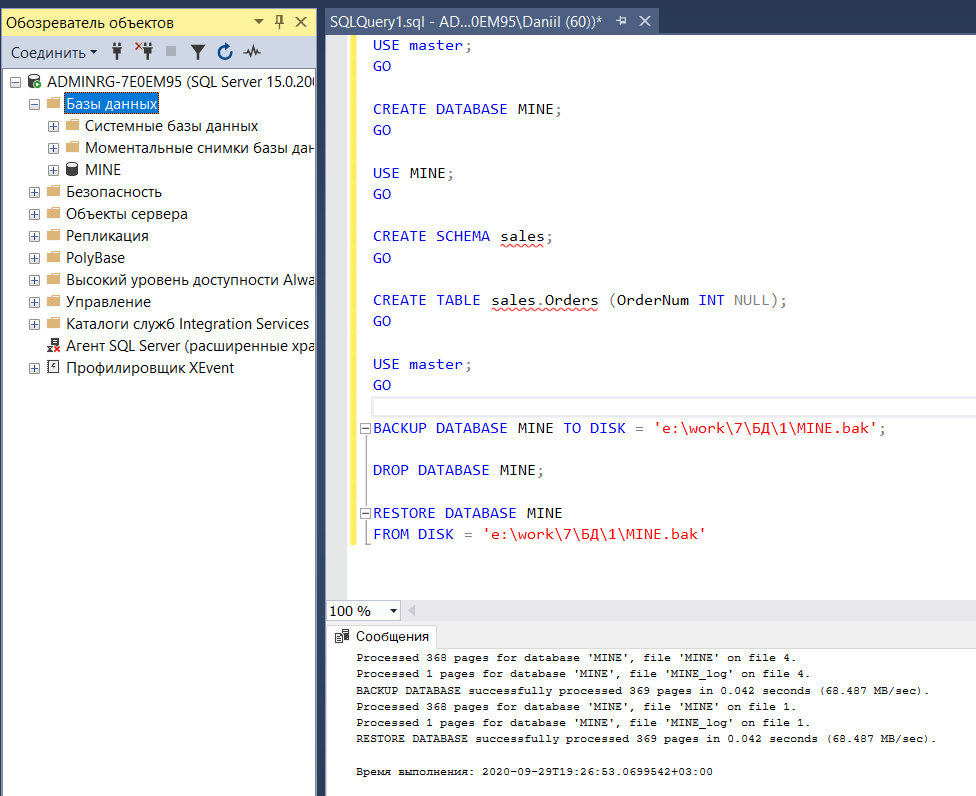 Обозреватель объектов
Соединить
ADMINRG-7E0EM95 (SQL Server 15.0.200
Базы данных
Системные базы данных
Моментальные снимки базы дан
MINE
Безопасность
Объекты сервера
Репликация
PolyBase
Высокий уровень доступности Alwa
Управление
Каталоги служб Integration Services
Агент SQL Server (расширенные хра
Профилировщик XEvent
SQLQuery1.sql - AD...0EM95\Daniil (60))*
USE master;
GO
CREATE DATABASE MINE;
GO
USE MINE;
GO
CREATE SCHEMA sales;
GO
CREATE TABLE sales.Orders (OrderNum INT NULL);
GO
USE master;
GO
BACKUP DATABASE MINE TO DISK = 'e:\work\7\БД\1\MINE.bak';
DROP DATABASE MINE;
RESTORE DATABASE MINE
FROM DISK = 'e:\work\7\БД\1\MINE.bak'
100 %
Сообщения
Processed 368 pages for database 'MINE', file 'MINE' on file 4.
Processed 1 pages for database 'MINE', file 'MINE_log' on file 4.
BACKUP DATABASE successfully processed 369 pages in 0.042 seconds (68.487 MB/sec).
Processed 368 pages for database 'MINE', file 'MINE' on file 1.
Processed 1 pages for database 'MINE', file 'MINE_log' on file 1.
RESTORE DATABASE successfully processed 369 pages in 0.042 seconds (68.487 MB/sec).
Время выполнения: 2020-09-29T19:26:53.0699542+03:00